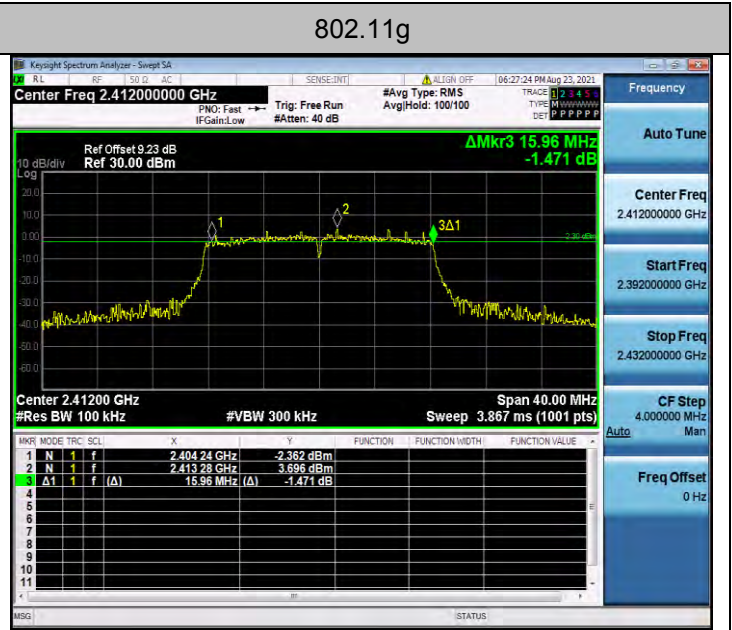 802.11g
Keysight Spectrum Analyzer - Swept SA
RL RF 50 Ω AC SENSE:INT ALIGN OFF 06:27:24 PM Aug 23, 2021
Center Freq 2.412000000 GHz
PNO: Fast
IFGain:Low
Trig: Free Run
#Atten: 40 dB
#Avg Type: RMS
Avg|Hold: 100/100
TRACE 1 2 3 4 5 6
TYPE M
DET P P P P P P
Ref Offset 9.23 dB
10 dB/div Ref 30.00 dBm
Log
ΔMkr3 15.96 MHz
-1.471 dB
20.0
10.0
0.00
-10.0
-20.0
-30.0
-40.0
-50.0
-60.0
1
2
3Δ1
Center 2.41200 GHz Span 40.00 MHz
#Res BW 100 kHz #VBW 300 kHz Sweep 3.867 ms (1001 pts)
MKR MODE TRC SCL X Y FUNCTION FUNCTION WIDTH FUNCTION VALUE
1 N 1 f 2.404 24 GHz -2.362 dBm
2 N 1 f 2.413 28 GHz 3.696 dBm
3 Δ1 1 f (Δ) 15.96 MHz (Δ) -1.471 dB
4
5
6
7
8
9
10
11
MSG STATUS
Frequency
Auto Tune
Center Freq
2.412000000 GHz
Start Freq
2.392000000 GHz
Stop Freq
2.432000000 GHz
CF Step
4.000000 MHz
Auto Man
Freq Offset
0 Hz